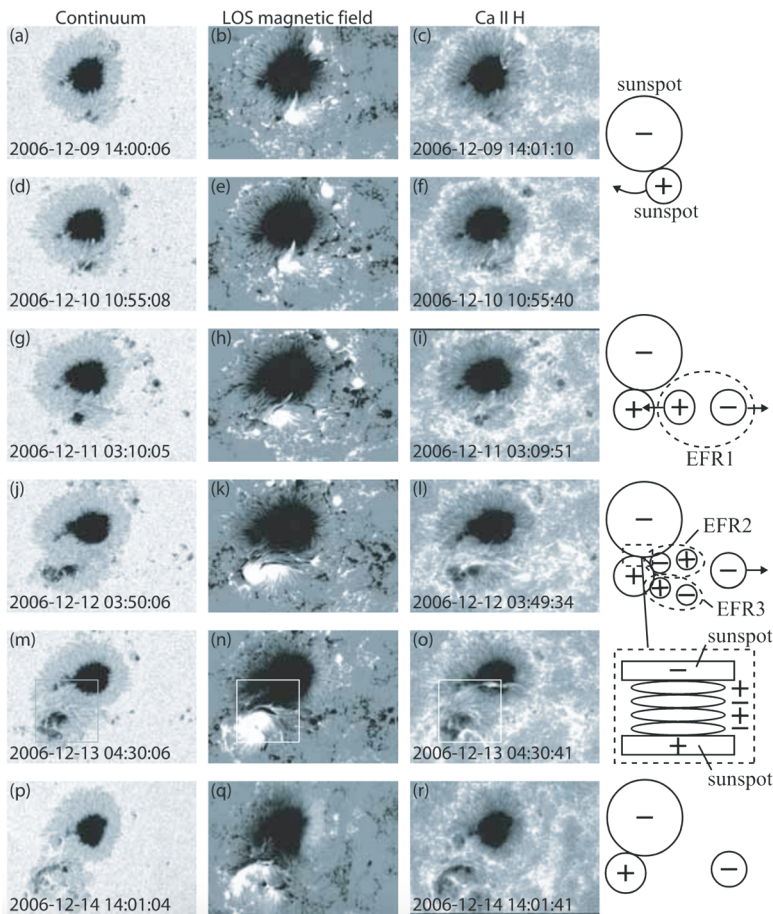 Continuum LOS magnetic field Ca II H
(a) (b) (c)
2006-12-09 14:00:06 2006-12-09 14:01:10
sunspot
−
+
sunspot
(d) (e) (f)
2006-12-10 10:55:08 2006-12-10 10:55:40
(g) (h) (i)
2006-12-11 03:10:05 2006-12-11 03:09:51
−
+ + −
EFR1
(j) (k) (l)
2006-12-12 03:50:06 2006-12-12 03:49:34
−
EFR2
+ − + −
+ −
EFR3
(m) (n) (o)
2006-12-13 04:30:06 2006-12-13 04:30:41
sunspot
−
+
−
+
−
+
sunspot
(p) (q) (r)
2006-12-14 14:01:04 2006-12-14 14:01:41
−
+ −